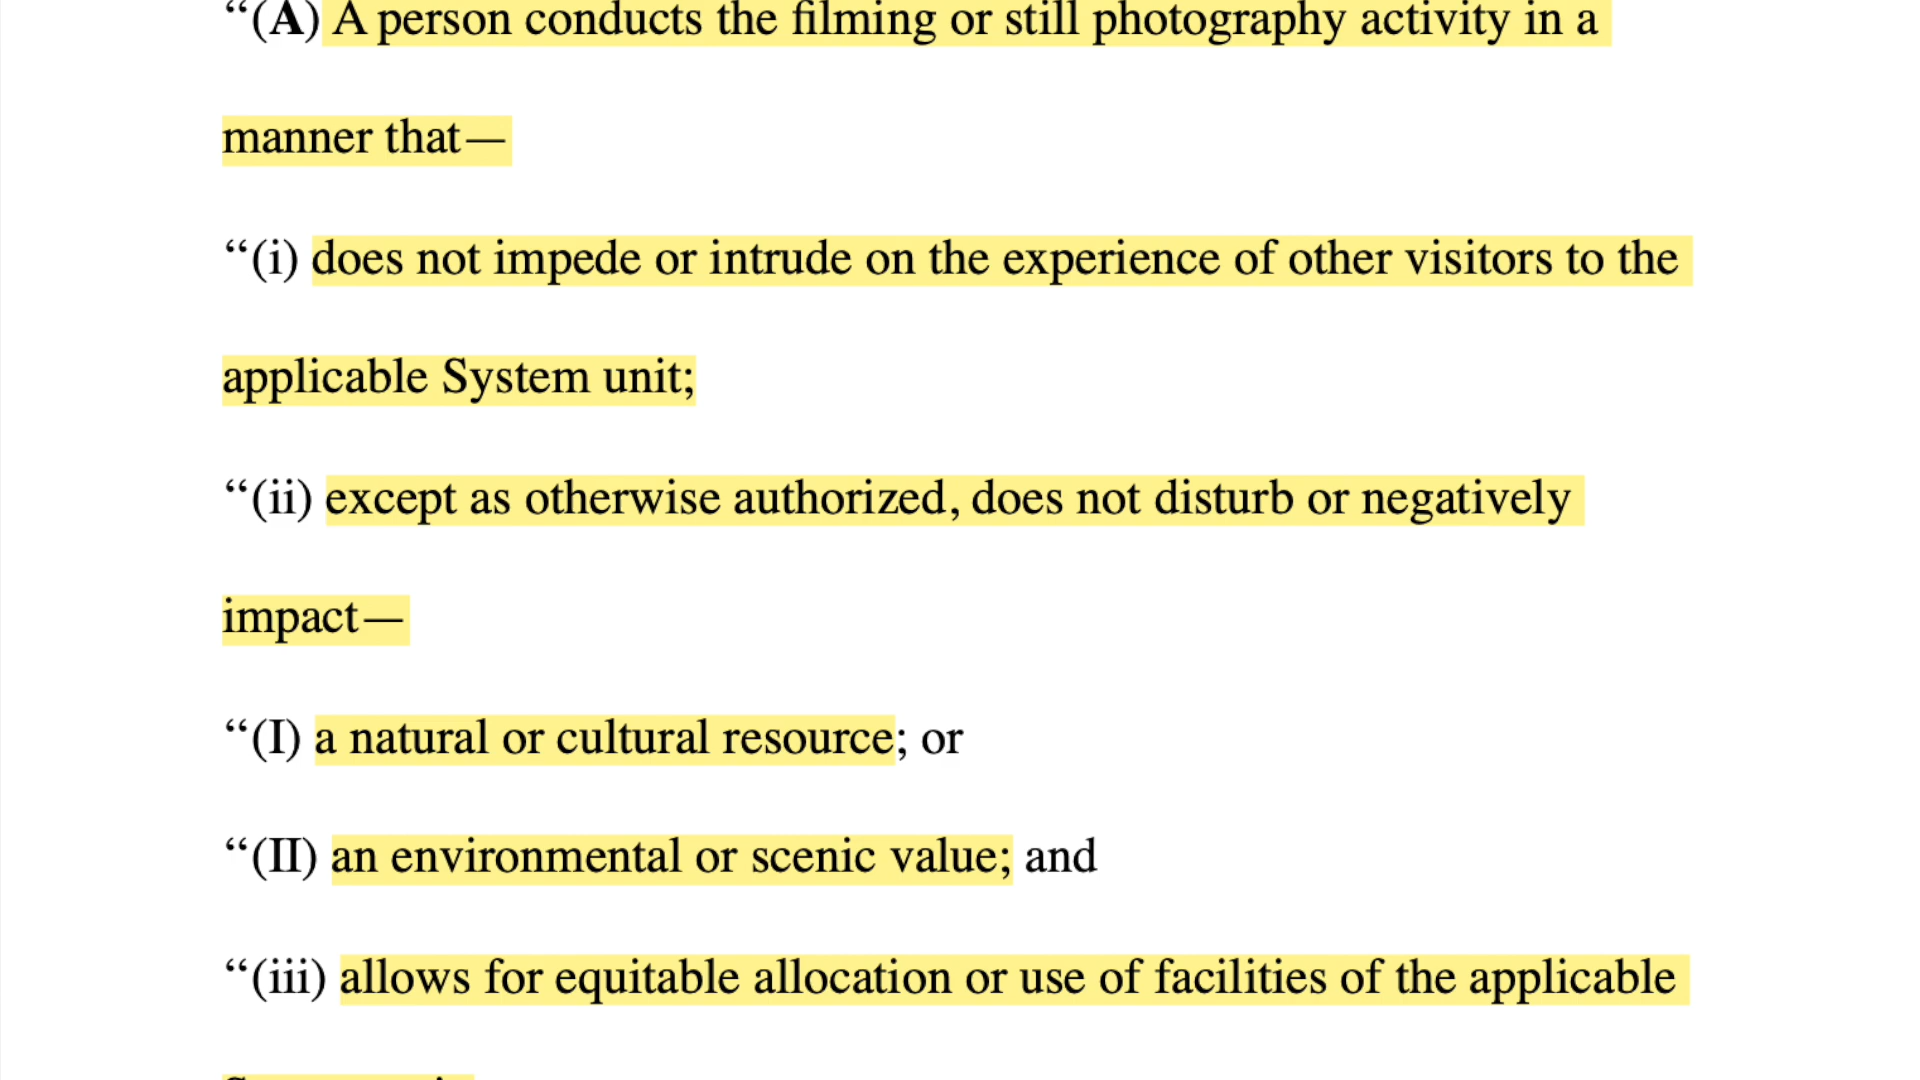 “(A) A person conducts the filming or still photography activity in a
manner that—
“(i) does not impede or intrude on the experience of other visitors to the
applicable System unit;
“(ii) except as otherwise authorized, does not disturb or negatively
impact—
“(I) a natural or cultural resource; or
“(II) an environmental or scenic value; and
“(iii) allows for equitable allocation or use of facilities of the applicable